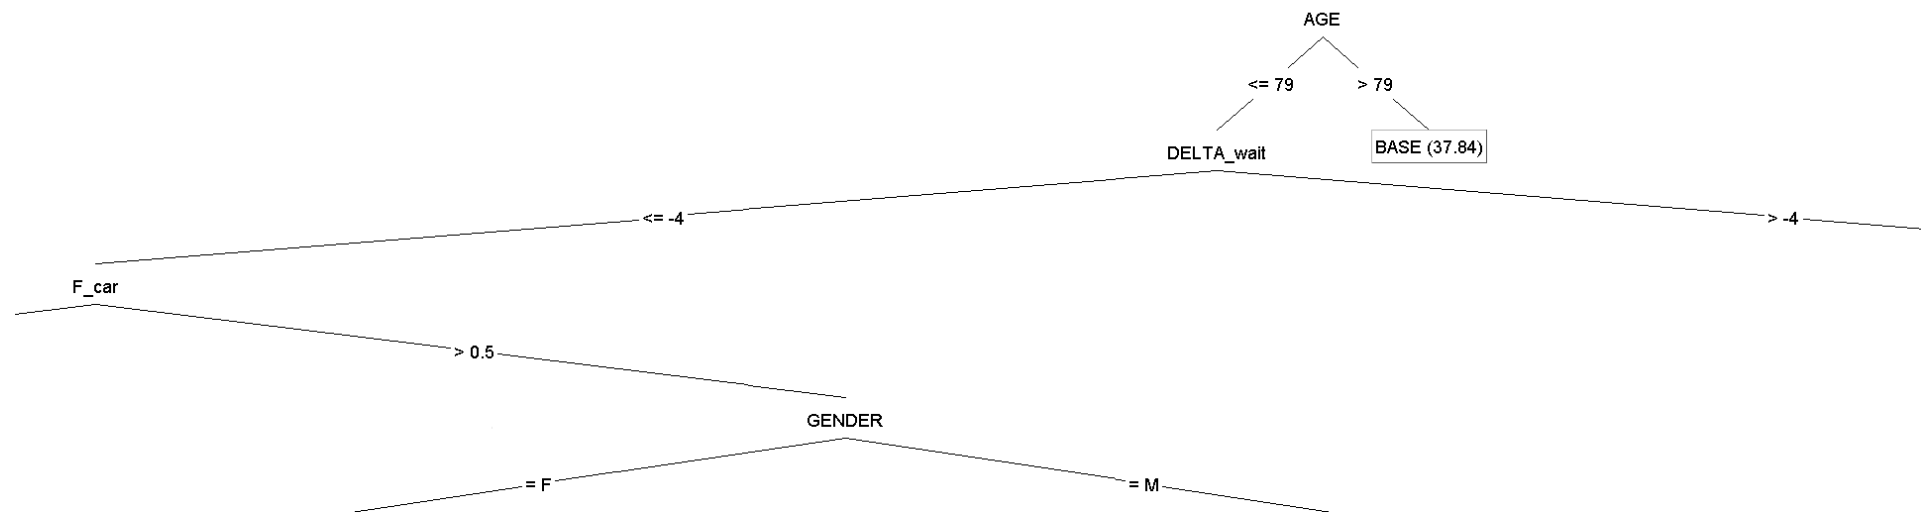 AGE
<= 79
> 79
DELTA_wait
BASE (37.84)
<= -4
> -4
F_car
> 0.5
GENDER
= F
= M